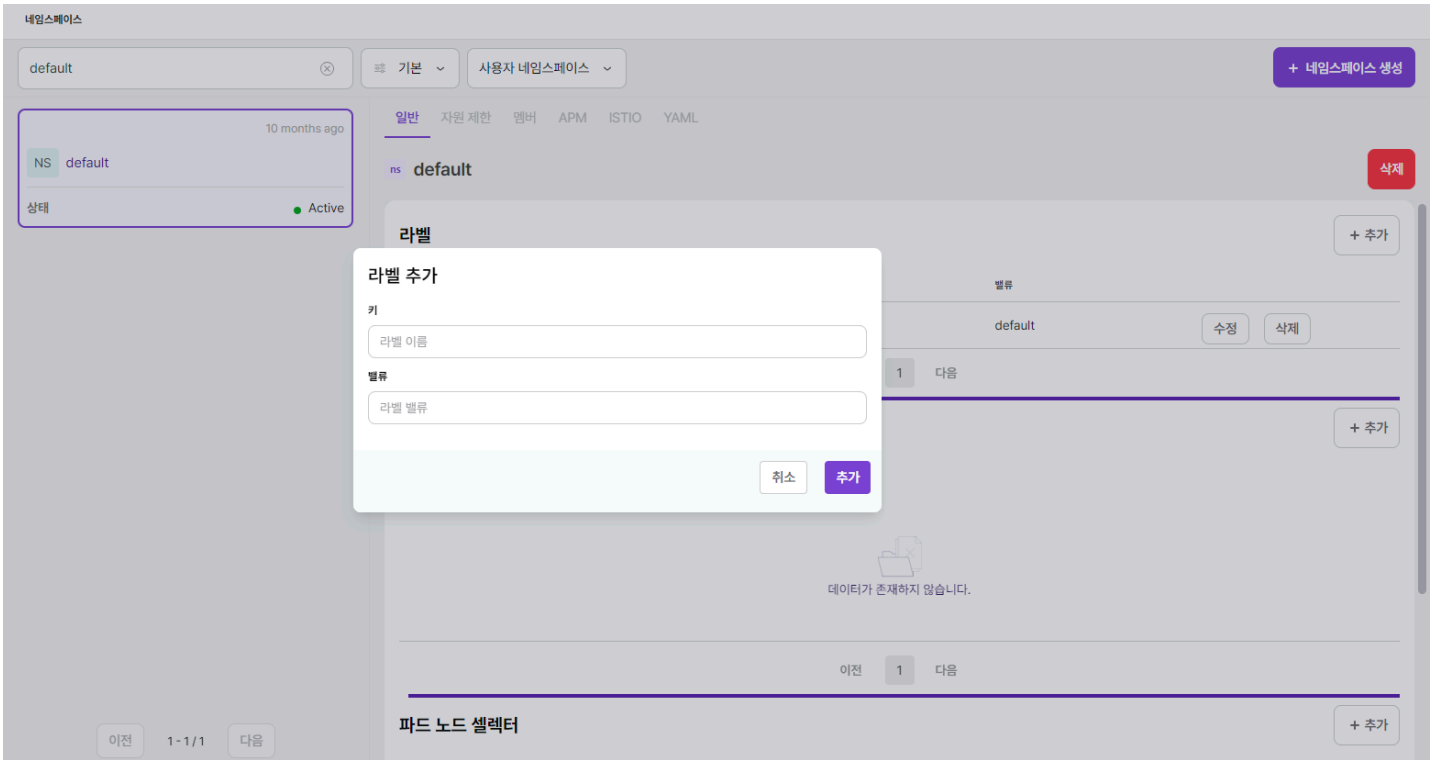 네임스페이스
default
기본
사용자 네임스페이스
+ 네임스페이스 생성
10 months ago
NS default
상태
Active
일반 자원 제한 멤버 APM ISTIO YAML
ns default
삭제
라벨
+ 추가
밸류
default
수정
삭제
1 다음
라벨 추가
키
라벨 이름
밸류
라벨 밸류
취소
추가
+ 추가
데이터가 존재하지 않습니다.
이전 1 다음
파드 노드 셀렉터
+ 추가
이전 1 - 1 / 1 다음